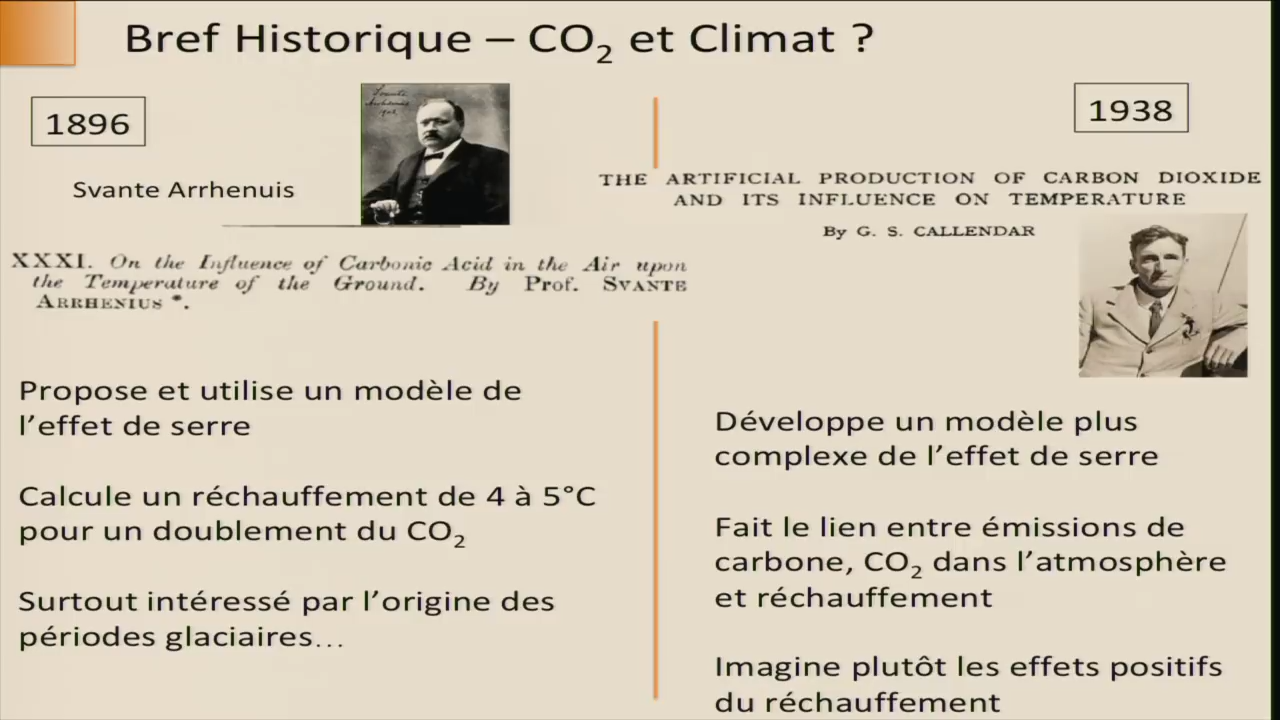 Bref Historique – CO₂ et Climat ?
1896
Svante Arrhenuis
XXXI. On the Influence of Carbonic Acid in the Air upon
the Temperature of the Ground. By Prof. SVANTE
ARRHENIUS *.
Propose et utilise un modèle de
l’effet de serre
Calcule un réchauffement de 4 à 5°C
pour un doublement du CO₂
Surtout intéressé par l’origine des
périodes glaciaires…
1938
THE ARTIFICIAL PRODUCTION OF CARBON DIOXIDE
AND ITS INFLUENCE ON TEMPERATURE
By G. S. CALLENDAR
Développe un modèle plus
complexe de l’effet de serre
Fait le lien entre émissions de
carbone, CO₂ dans l’atmosphère
et réchauffement
Imagine plutôt les effets positifs
du réchauffement